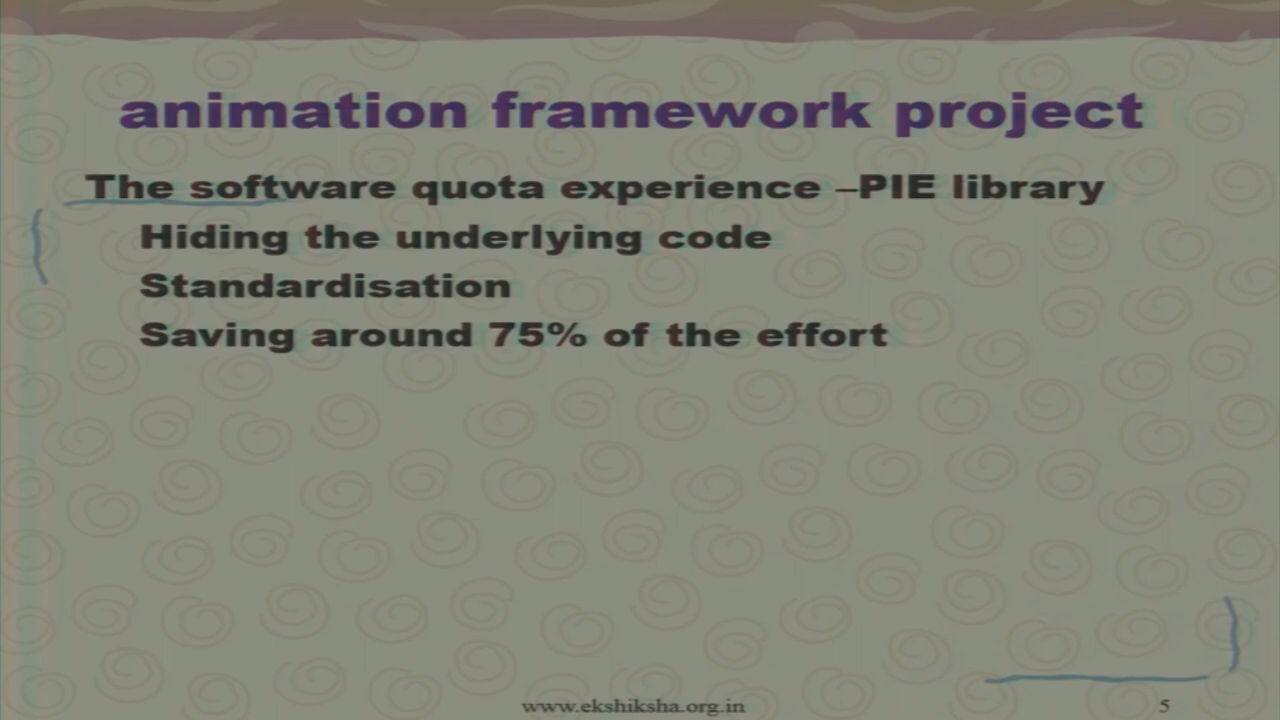 animation framework project
The software quota experience –PIE library
Hiding the underlying code
Standardisation
Saving around 75% of the effort
www.ekshiksha.org.in
5